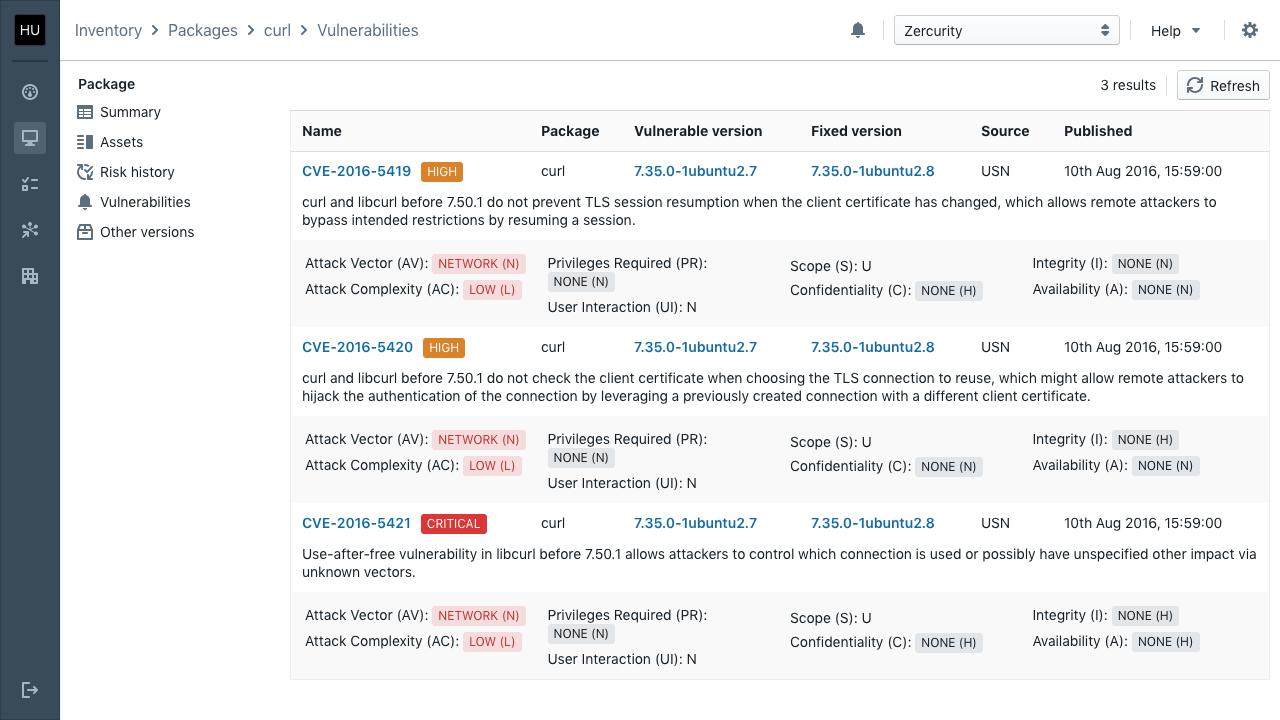 HU
Inventory > Packages > curl > Vulnerabilities
Zercurity
Help
Package
Summary
Assets
Risk history
Vulnerabilities
Other versions
3 results
Refresh
Name Package Vulnerable version Fixed version Source Published
CVE-2016-5419 HIGH curl 7.35.0-1ubuntu2.7 7.35.0-1ubuntu2.8 USN 10th Aug 2016, 15:59:00
curl and libcurl before 7.50.1 do not prevent TLS session resumption when the client certificate has changed, which allows remote attackers to
bypass intended restrictions by resuming a session.
Attack Vector (AV): NETWORK (N)
Attack Complexity (AC): LOW (L)
Privileges Required (PR):
NONE (N)
User Interaction (UI): N
Scope (S): U
Confidentiality (C): NONE (H)
Integrity (I): NONE (N)
Availability (A): NONE (N)
CVE-2016-5420 HIGH curl 7.35.0-1ubuntu2.7 7.35.0-1ubuntu2.8 USN 10th Aug 2016, 15:59:00
curl and libcurl before 7.50.1 do not check the client certificate when choosing the TLS connection to reuse, which might allow remote attackers to
hijack the authentication of the connection by leveraging a previously created connection with a different client certificate.
Attack Vector (AV): NETWORK (N)
Attack Complexity (AC): LOW (L)
Privileges Required (PR):
NONE (N)
User Interaction (UI): N
Scope (S): U
Confidentiality (C): NONE (N)
Integrity (I): NONE (H)
Availability (A): NONE (N)
CVE-2016-5421 CRITICAL curl 7.35.0-1ubuntu2.7 7.35.0-1ubuntu2.8 USN 10th Aug 2016, 15:59:00
Use-after-free vulnerability in libcurl before 7.50.1 allows attackers to control which connection is used or possibly have unspecified other impact via
unknown vectors.
Attack Vector (AV): NETWORK (N)
Attack Complexity (AC): LOW (L)
Privileges Required (PR):
NONE (N)
User Interaction (UI): N
Scope (S): U
Confidentiality (C): NONE (H)
Integrity (I): NONE (H)
Availability (A): NONE (H)